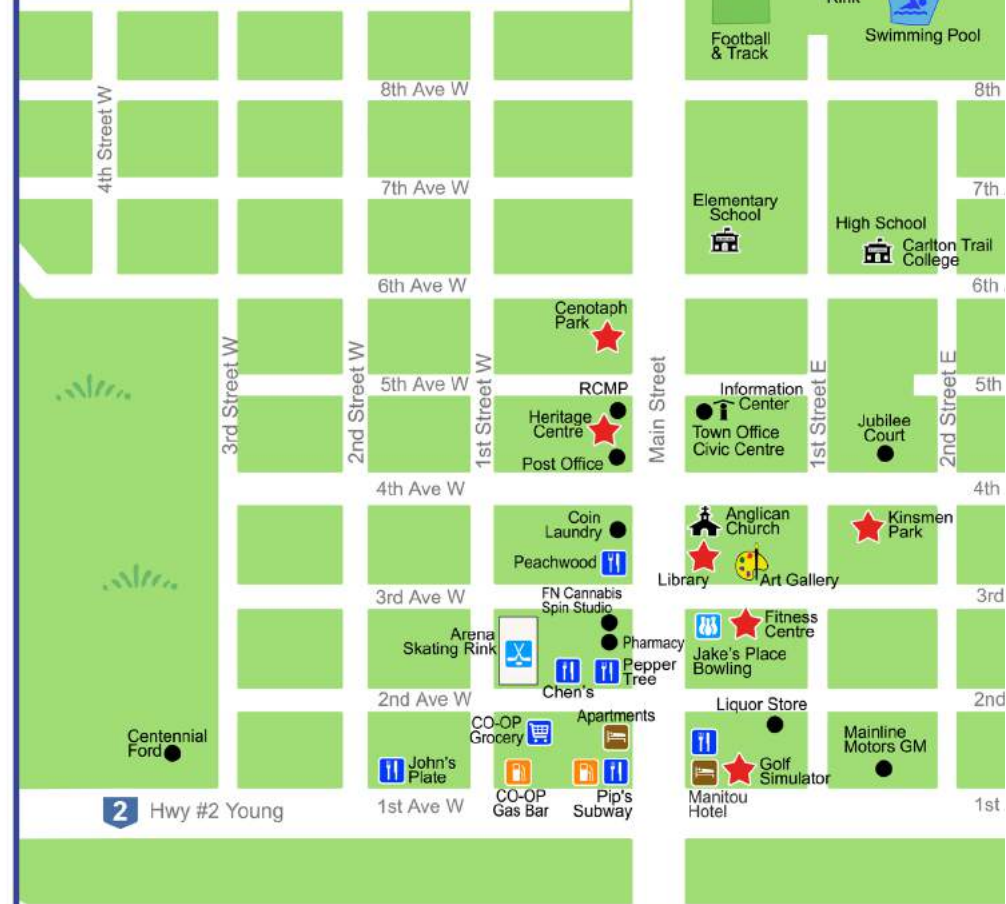 Rink
Football
& Track
Swimming Pool
8th Ave W
8th
4th Street W
7th Ave W
7th
Elementary
School
High School
Carlton Trail
College
6th Ave W
6th
Cenotaph
Park
3rd Street W
2nd Street W
1st Street W
Main Street
1st Street E
2nd Street E
5th Ave W
5th
RCMP
Heritage
Centre
Post Office
Information
Center
Town Office
Civic Centre
Jubilee
Court
4th Ave W
4th
Coin
Laundry
Peachwood
Anglican
Church
Library
Art Gallery
Kinsmen
Park
3rd Ave W
3rd
FN Cannabis
Spin Studio
Arena
Skating Rink
Pharmacy
Pepper
Tree
Chen's
Fitness
Centre
Jake's Place
Bowling
2nd Ave W
2nd
Centennial
Ford
John's
Plate
CO-OP
Grocery
Apartments
CO-OP
Gas Bar
Pip's
Subway
Liquor Store
Golf
Simulator
Manitou
Hotel
Mainline
Motors GM
2 Hwy #2 Young
1st Ave W
1st